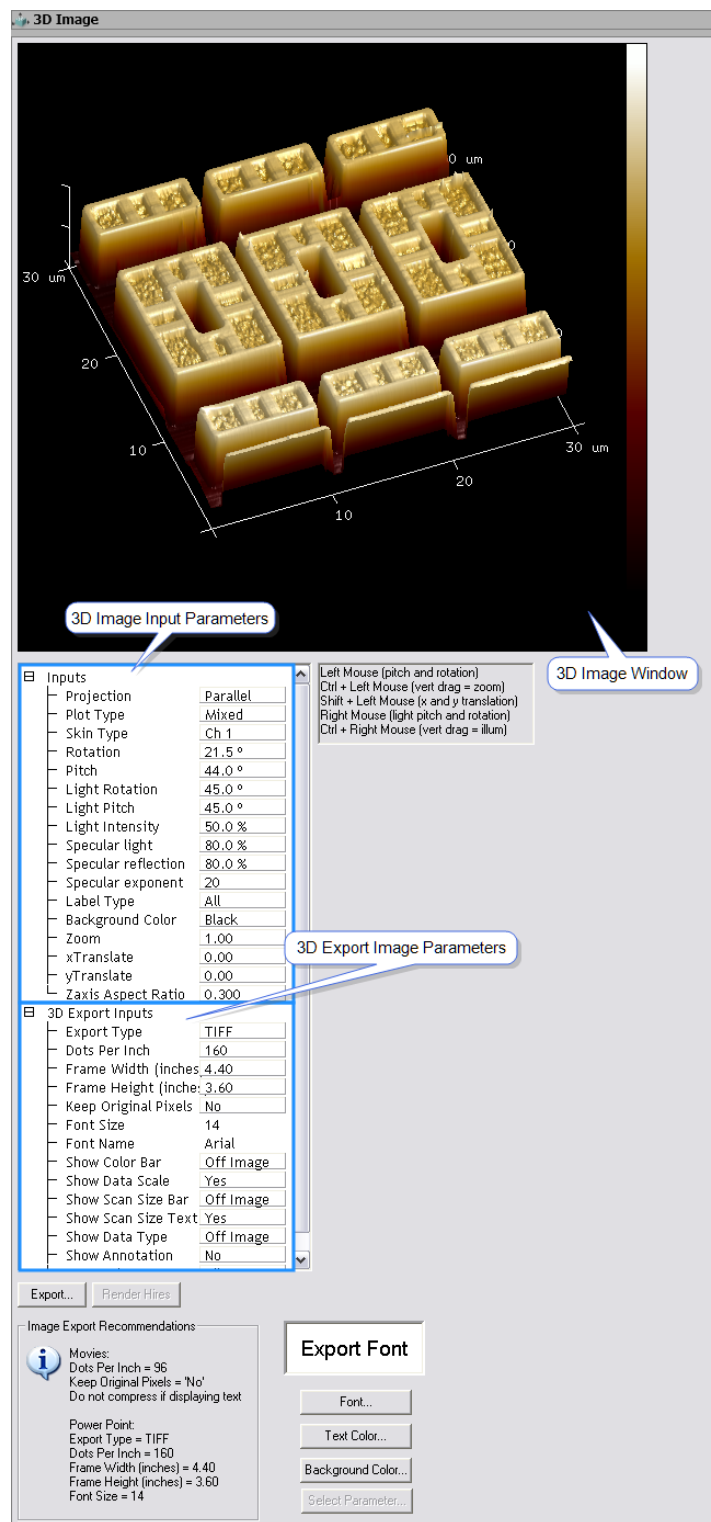 3D Image
0 um
30 um
20
10
0
30 um
20
10
3D Image Input Parameters
3D Image Window
Inputs
Projection Parallel
Plot Type Mixed
Skin Type Ch 1
Rotation 21.5 º
Pitch 44.0 º
Light Rotation 45.0 º
Light Pitch 45.0 º
Light Intensity 50.0 %
Specular light 80.0 %
Specular reflection 80.0 %
Specular exponent 20
Label Type All
Background Color Black
Zoom 1.00
xTranslate 0.00
yTranslate 0.00
Zaxis Aspect Ratio 0.300
Left Mouse (pitch and rotation)
Ctrl + Left Mouse (vert drag = zoom)
Shift + Left Mouse (x and y translation)
Right Mouse (light pitch and rotation)
Ctrl + Right Mouse (vert drag = illum)
3D Export Image Parameters
3D Export Inputs
Export Type TIFF
Dots Per Inch 160
Frame Width (inches 4.40
Frame Height (inche: 3.60
Keep Original Pixels No
Font Size 14
Font Name Arial
Show Color Bar Off Image
Show Data Scale Yes
Show Scan Size Bar Off Image
Show Scan Size Text Yes
Show Data Type Off Image
Show Annotation No
Export...
Render Hires
Image Export Recommendations
Movies:
Dots Per Inch = 96
Keep Original Pixels = 'No'
Do not compress if displaying text
Power Point:
Export Type = TIFF
Dots Per Inch = 160
Frame Width (inches) = 4.40
Frame Height (inches) = 3.60
Font Size = 14
Export Font
Font...
Text Color...
Background Color...
Select Parameter...